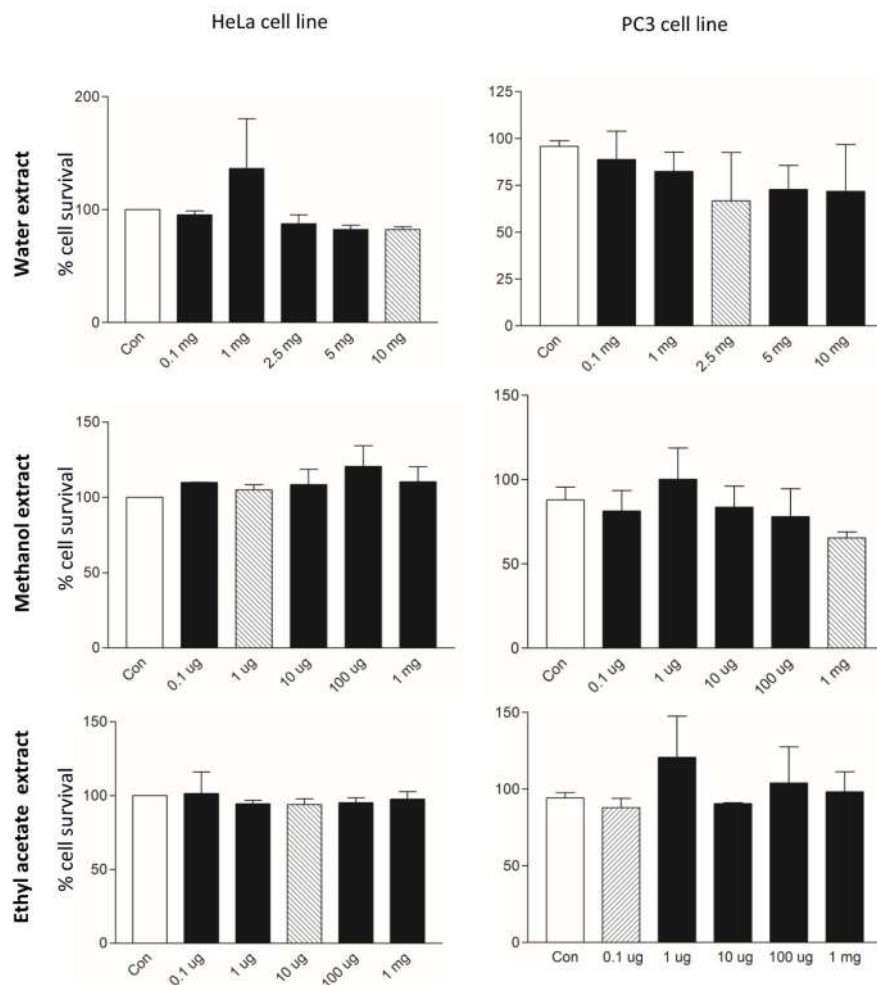 HeLa cell line
PC3 cell line
Water extract
% cell survival
200
100
0
Con
0.1 mg
1 mg
2.5 mg
5 mg
10 mg
125
100
75
50
25
0
Con
0.1 mg
1 mg
2.5 mg
5 mg
10 mg
Methanol extract
% cell survival
150
100
50
0
Con
0.1 ug
1 ug
10 ug
100 ug
1 mg
150
100
50
0
Con
0.1 ug
1 ug
10 ug
100 ug
1 mg
Ethyl acetate extract
% cell survival
150
100
50
0
Con
0.1 ug
1 ug
10 ug
100 ug
1 mg
150
100
50
0
Con
0.1 ug
1 ug
10 ug
100 ug
1 mg